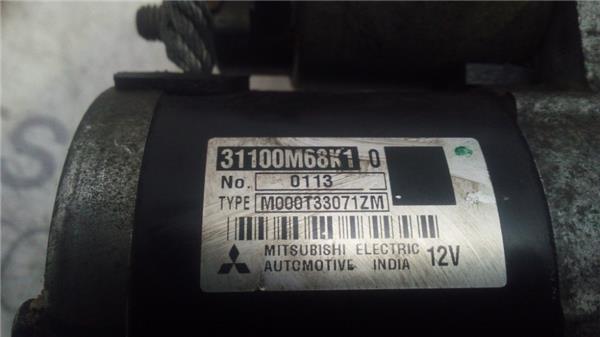 31100M68K1 0
No. 0113
TYPE M000T33071ZM
MITSUBISHI ELECTRIC
AUTOMOTIVE INDIA 12V